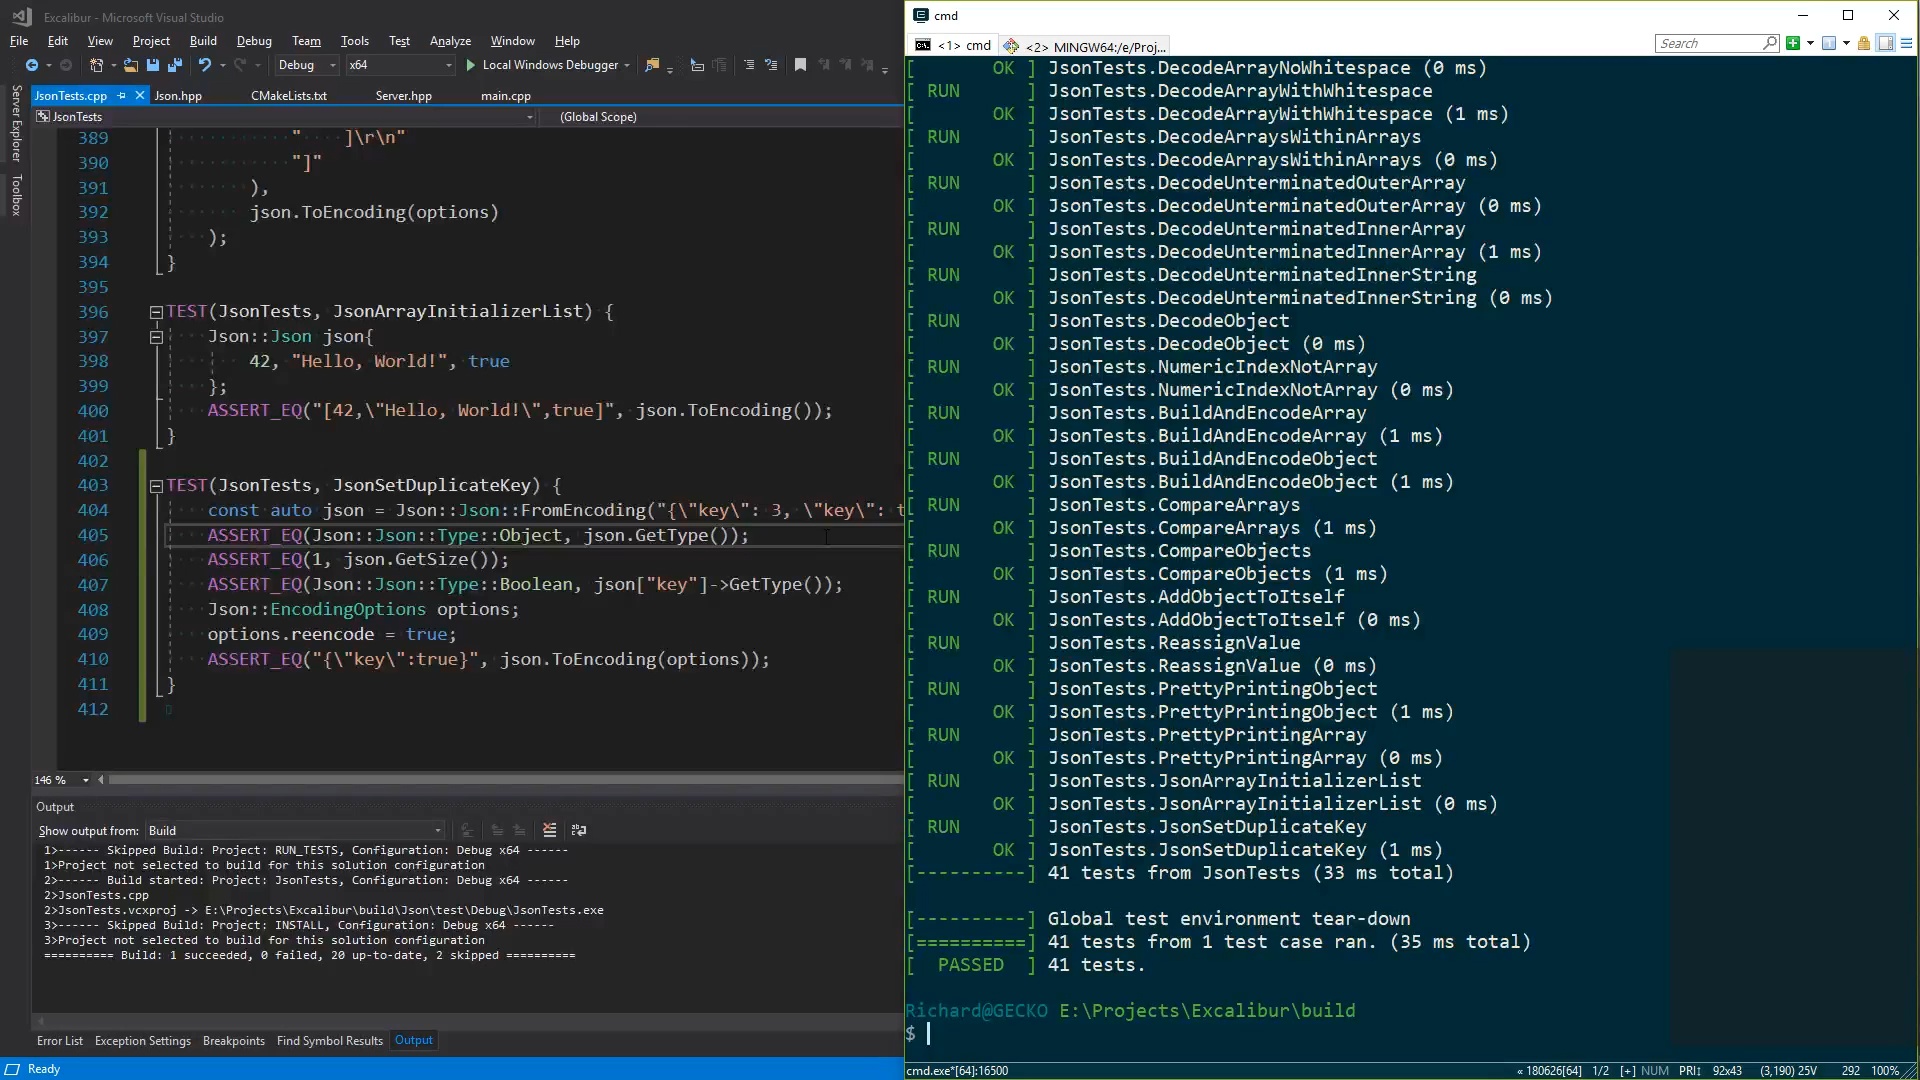 Excalibur - Microsoft Visual Studio
File Edit View Project Build Debug Team Tools Test Analyze Window Help
Debug x64 Local Windows Debugger
JsonTests.cpp Json.hpp CMakeLists.txt Server.hpp main.cpp
JsonTests (Global Scope)
Server Explorer
Toolbox
389 "    ]\r\n"
390 "]"
391 ),
392 json.ToEncoding(options)
393 );
394 }
395
396 TEST(JsonTests, JsonArrayInitializerList) {
397 Json::Json json{
398 42, "Hello, World!", true
399 };
400 ASSERT_EQ("[42,\"Hello, World!\",true]", json.ToEncoding());
401 }
402
403 TEST(JsonTests, JsonSetDuplicateKey) {
404 const auto json = Json::Json::FromEncoding("{\"key\": 3, \"key\": t
405 ASSERT_EQ(Json::Json::Type::Object, json.GetType());
406 ASSERT_EQ(1, json.GetSize());
407 ASSERT_EQ(Json::Json::Type::Boolean, json["key"]->GetType());
408 Json::EncodingOptions options;
409 options.reencode = true;
410 ASSERT_EQ("{\"key\":true}", json.ToEncoding(options));
411 }
412
146 %
Output
Show output from: Build
1>------ Skipped Build: Project: RUN_TESTS, Configuration: Debug x64 ------
1>Project not selected to build for this solution configuration
2>------ Build started: Project: JsonTests, Configuration: Debug x64 ------
2>JsonTests.cpp
2>JsonTests.vcxproj -> E:\Projects\Excalibur\build\Json\test\Debug\JsonTests.exe
3>------ Skipped Build: Project: INSTALL, Configuration: Debug x64 ------
3>Project not selected to build for this solution configuration
========== Build: 1 succeeded, 0 failed, 20 up-to-date, 2 skipped ==========
Error List Exception Settings Breakpoints Find Symbol Results Output
Ready
cmd
<1> cmd <2> MINGW64:/e/Proj... Search
[       OK ] JsonTests.DecodeArrayNoWhitespace (0 ms)
[ RUN      ] JsonTests.DecodeArrayWithWhitespace
[       OK ] JsonTests.DecodeArrayWithWhitespace (1 ms)
[ RUN      ] JsonTests.DecodeArraysWithinArrays
[       OK ] JsonTests.DecodeArraysWithinArrays (0 ms)
[ RUN      ] JsonTests.DecodeUnterminatedOuterArray
[       OK ] JsonTests.DecodeUnterminatedOuterArray (0 ms)
[ RUN      ] JsonTests.DecodeUnterminatedInnerArray
[       OK ] JsonTests.DecodeUnterminatedInnerArray (1 ms)
[ RUN      ] JsonTests.DecodeUnterminatedInnerString
[       OK ] JsonTests.DecodeUnterminatedInnerString (0 ms)
[ RUN      ] JsonTests.DecodeObject
[       OK ] JsonTests.DecodeObject (0 ms)
[ RUN      ] JsonTests.NumericIndexNotArray
[       OK ] JsonTests.NumericIndexNotArray (0 ms)
[ RUN      ] JsonTests.BuildAndEncodeArray
[       OK ] JsonTests.BuildAndEncodeArray (1 ms)
[ RUN      ] JsonTests.BuildAndEncodeObject
[       OK ] JsonTests.BuildAndEncodeObject (1 ms)
[ RUN      ] JsonTests.CompareArrays
[       OK ] JsonTests.CompareArrays (1 ms)
[ RUN      ] JsonTests.CompareObjects
[       OK ] JsonTests.CompareObjects (1 ms)
[ RUN      ] JsonTests.AddObjectToItself
[       OK ] JsonTests.AddObjectToItself (0 ms)
[ RUN      ] JsonTests.ReassignValue
[       OK ] JsonTests.ReassignValue (0 ms)
[ RUN      ] JsonTests.PrettyPrintingObject
[       OK ] JsonTests.PrettyPrintingObject (1 ms)
[ RUN      ] JsonTests.PrettyPrintingArray
[       OK ] JsonTests.PrettyPrintingArray (0 ms)
[ RUN      ] JsonTests.JsonArrayInitializerList
[       OK ] JsonTests.JsonArrayInitializerList (0 ms)
[ RUN      ] JsonTests.JsonSetDuplicateKey
[       OK ] JsonTests.JsonSetDuplicateKey (1 ms)
[----------] 41 tests from JsonTests (33 ms total)
[----------] Global test environment tear-down
[==========] 41 tests from 1 test case ran. (35 ms total)
[  PASSED  ] 41 tests.
Richard@GECKO E:\Projects\Excalibur\build
$
cmd.exe*[64]:16500 « 180626[64] 1/2 [+] NUM PRI↕ 92x43 (3,190) 25V 292 100%